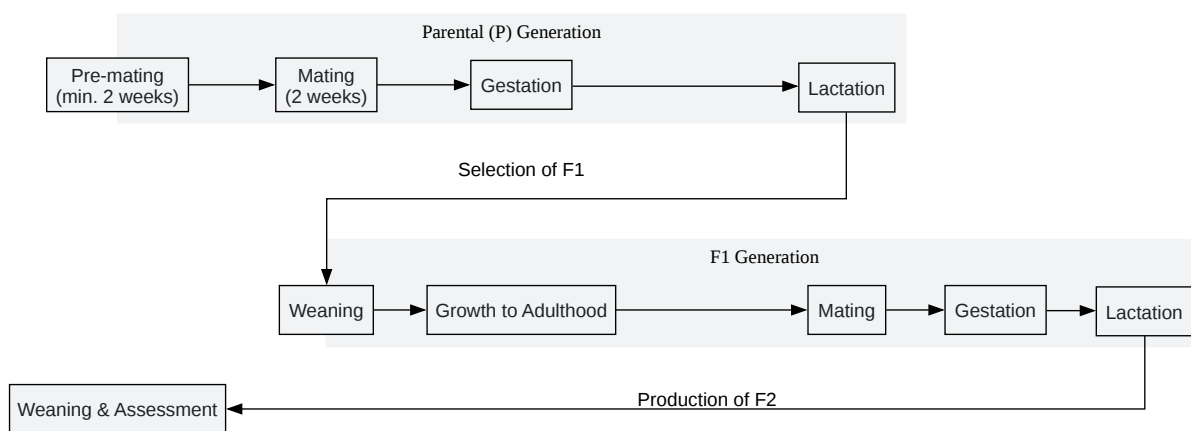 Parental (P) Generation
Pre-mating
(min. 2 weeks)
Mating
(2 weeks)
Gestation
Lactation
Selection of F1
F1 Generation
Weaning
Growth to Adulthood
Mating
Gestation
Lactation
Production of F2
Weaning & Assessment